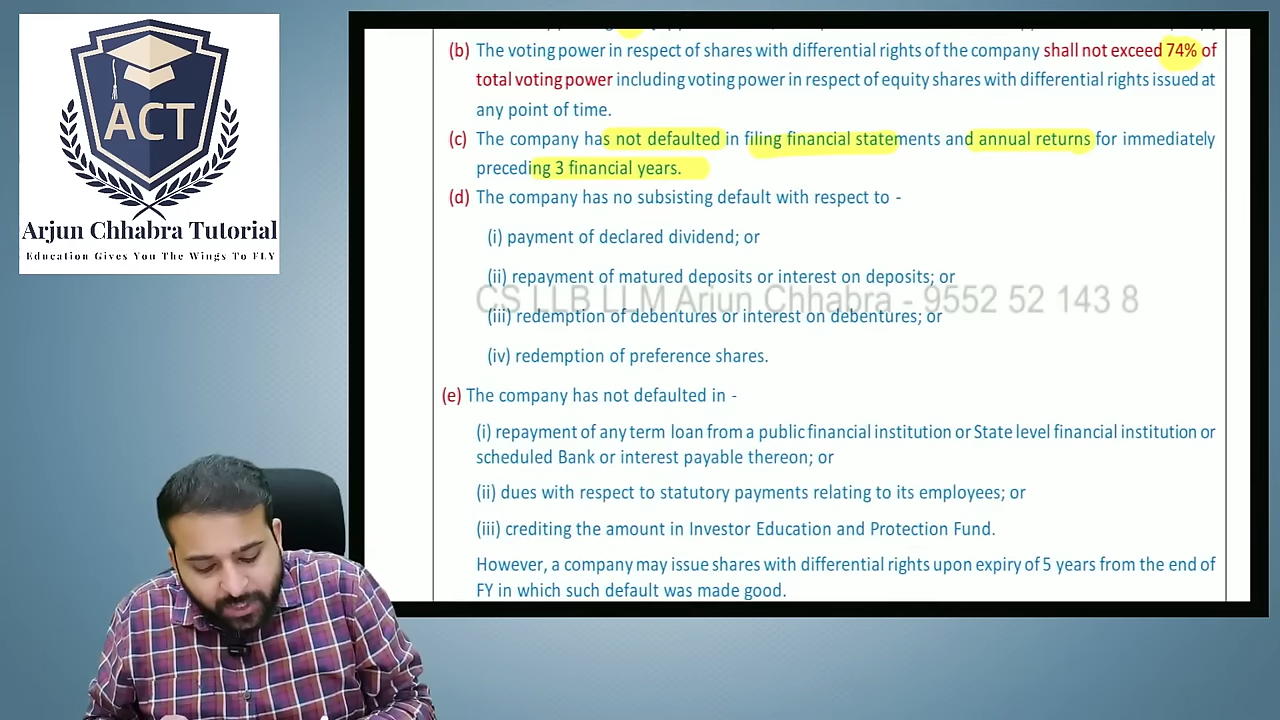 ACT
Arjun Chhabra Tutorial
Education Gives You The Wings To FLY
(b) The voting power in respect of shares with differential rights of the company shall not exceed 74% of
total voting power including voting power in respect of equity shares with differential rights issued at
any point of time.
(c) The company has not defaulted in filing financial statements and annual returns for immediately
preceding 3 financial years.
(d) The company has no subsisting default with respect to -
(i) payment of declared dividend; or
(ii) repayment of matured deposits or interest on deposits; or
CS LLB LLM Arjun Chhabra - 9552 52 143 8
(iii) redemption of debentures or interest on debentures; or
(iv) redemption of preference shares.
(e) The company has not defaulted in -
(i) repayment of any term loan from a public financial institution or State level financial institution or
scheduled Bank or interest payable thereon; or
(ii) dues with respect to statutory payments relating to its employees; or
(iii) crediting the amount in Investor Education and Protection Fund.
However, a company may issue shares with differential rights upon expiry of 5 years from the end of
FY in which such default was made good.